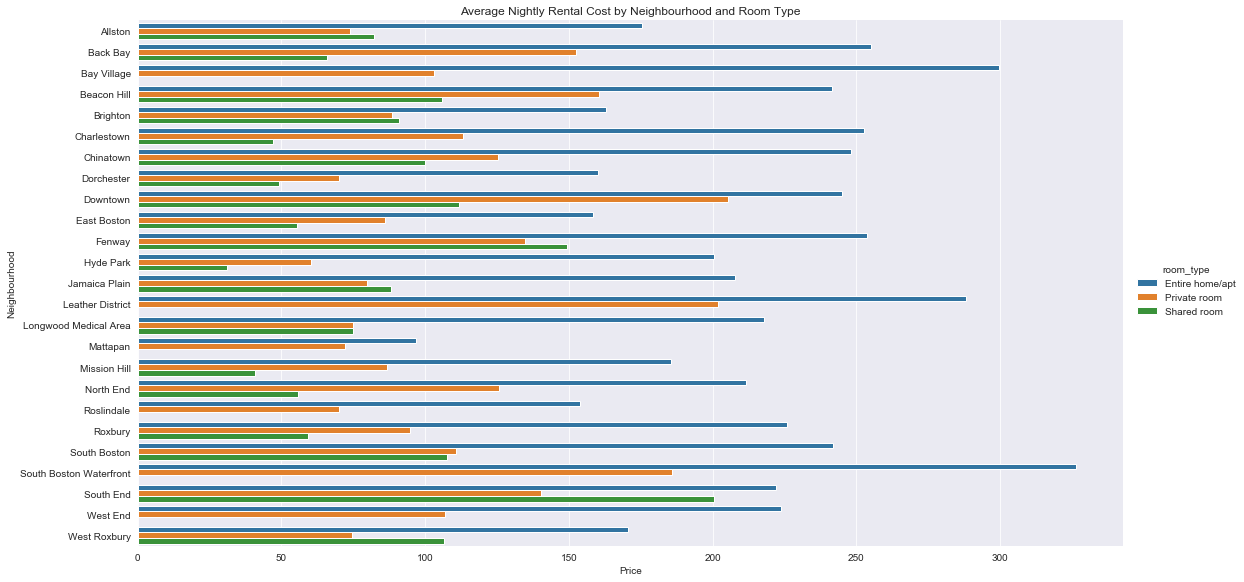 Average Nightly Rental Cost by Neighbourhood and Room Type
Neighbourhood
Allston
Back Bay
Bay Village
Beacon Hill
Brighton
Charlestown
Chinatown
Dorchester
Downtown
East Boston
Fenway
Hyde Park
Jamaica Plain
Leather District
Longwood Medical Area
Mattapan
Mission Hill
North End
Roslindale
Roxbury
South Boston
South Boston Waterfront
South End
West End
West Roxbury
0 50 100 150 200 250 300
Price
room_type
Entire home/apt
Private room
Shared room